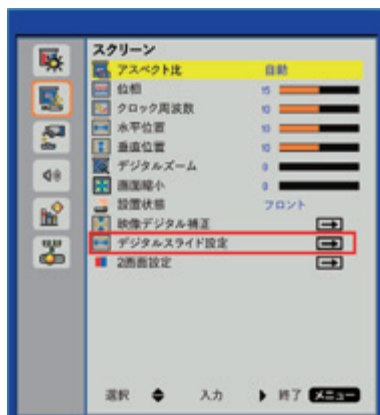 スクリーン
アスペクト比 自動
位相 15
クロック周波数 10
水平位置 10
垂直位置 10
デジタルズーム 0
画面縮小 0
設置状態 フロント
映像デジタル補正
デジタルスライド設定
2画面設定
選択 入力 終了 メニュー